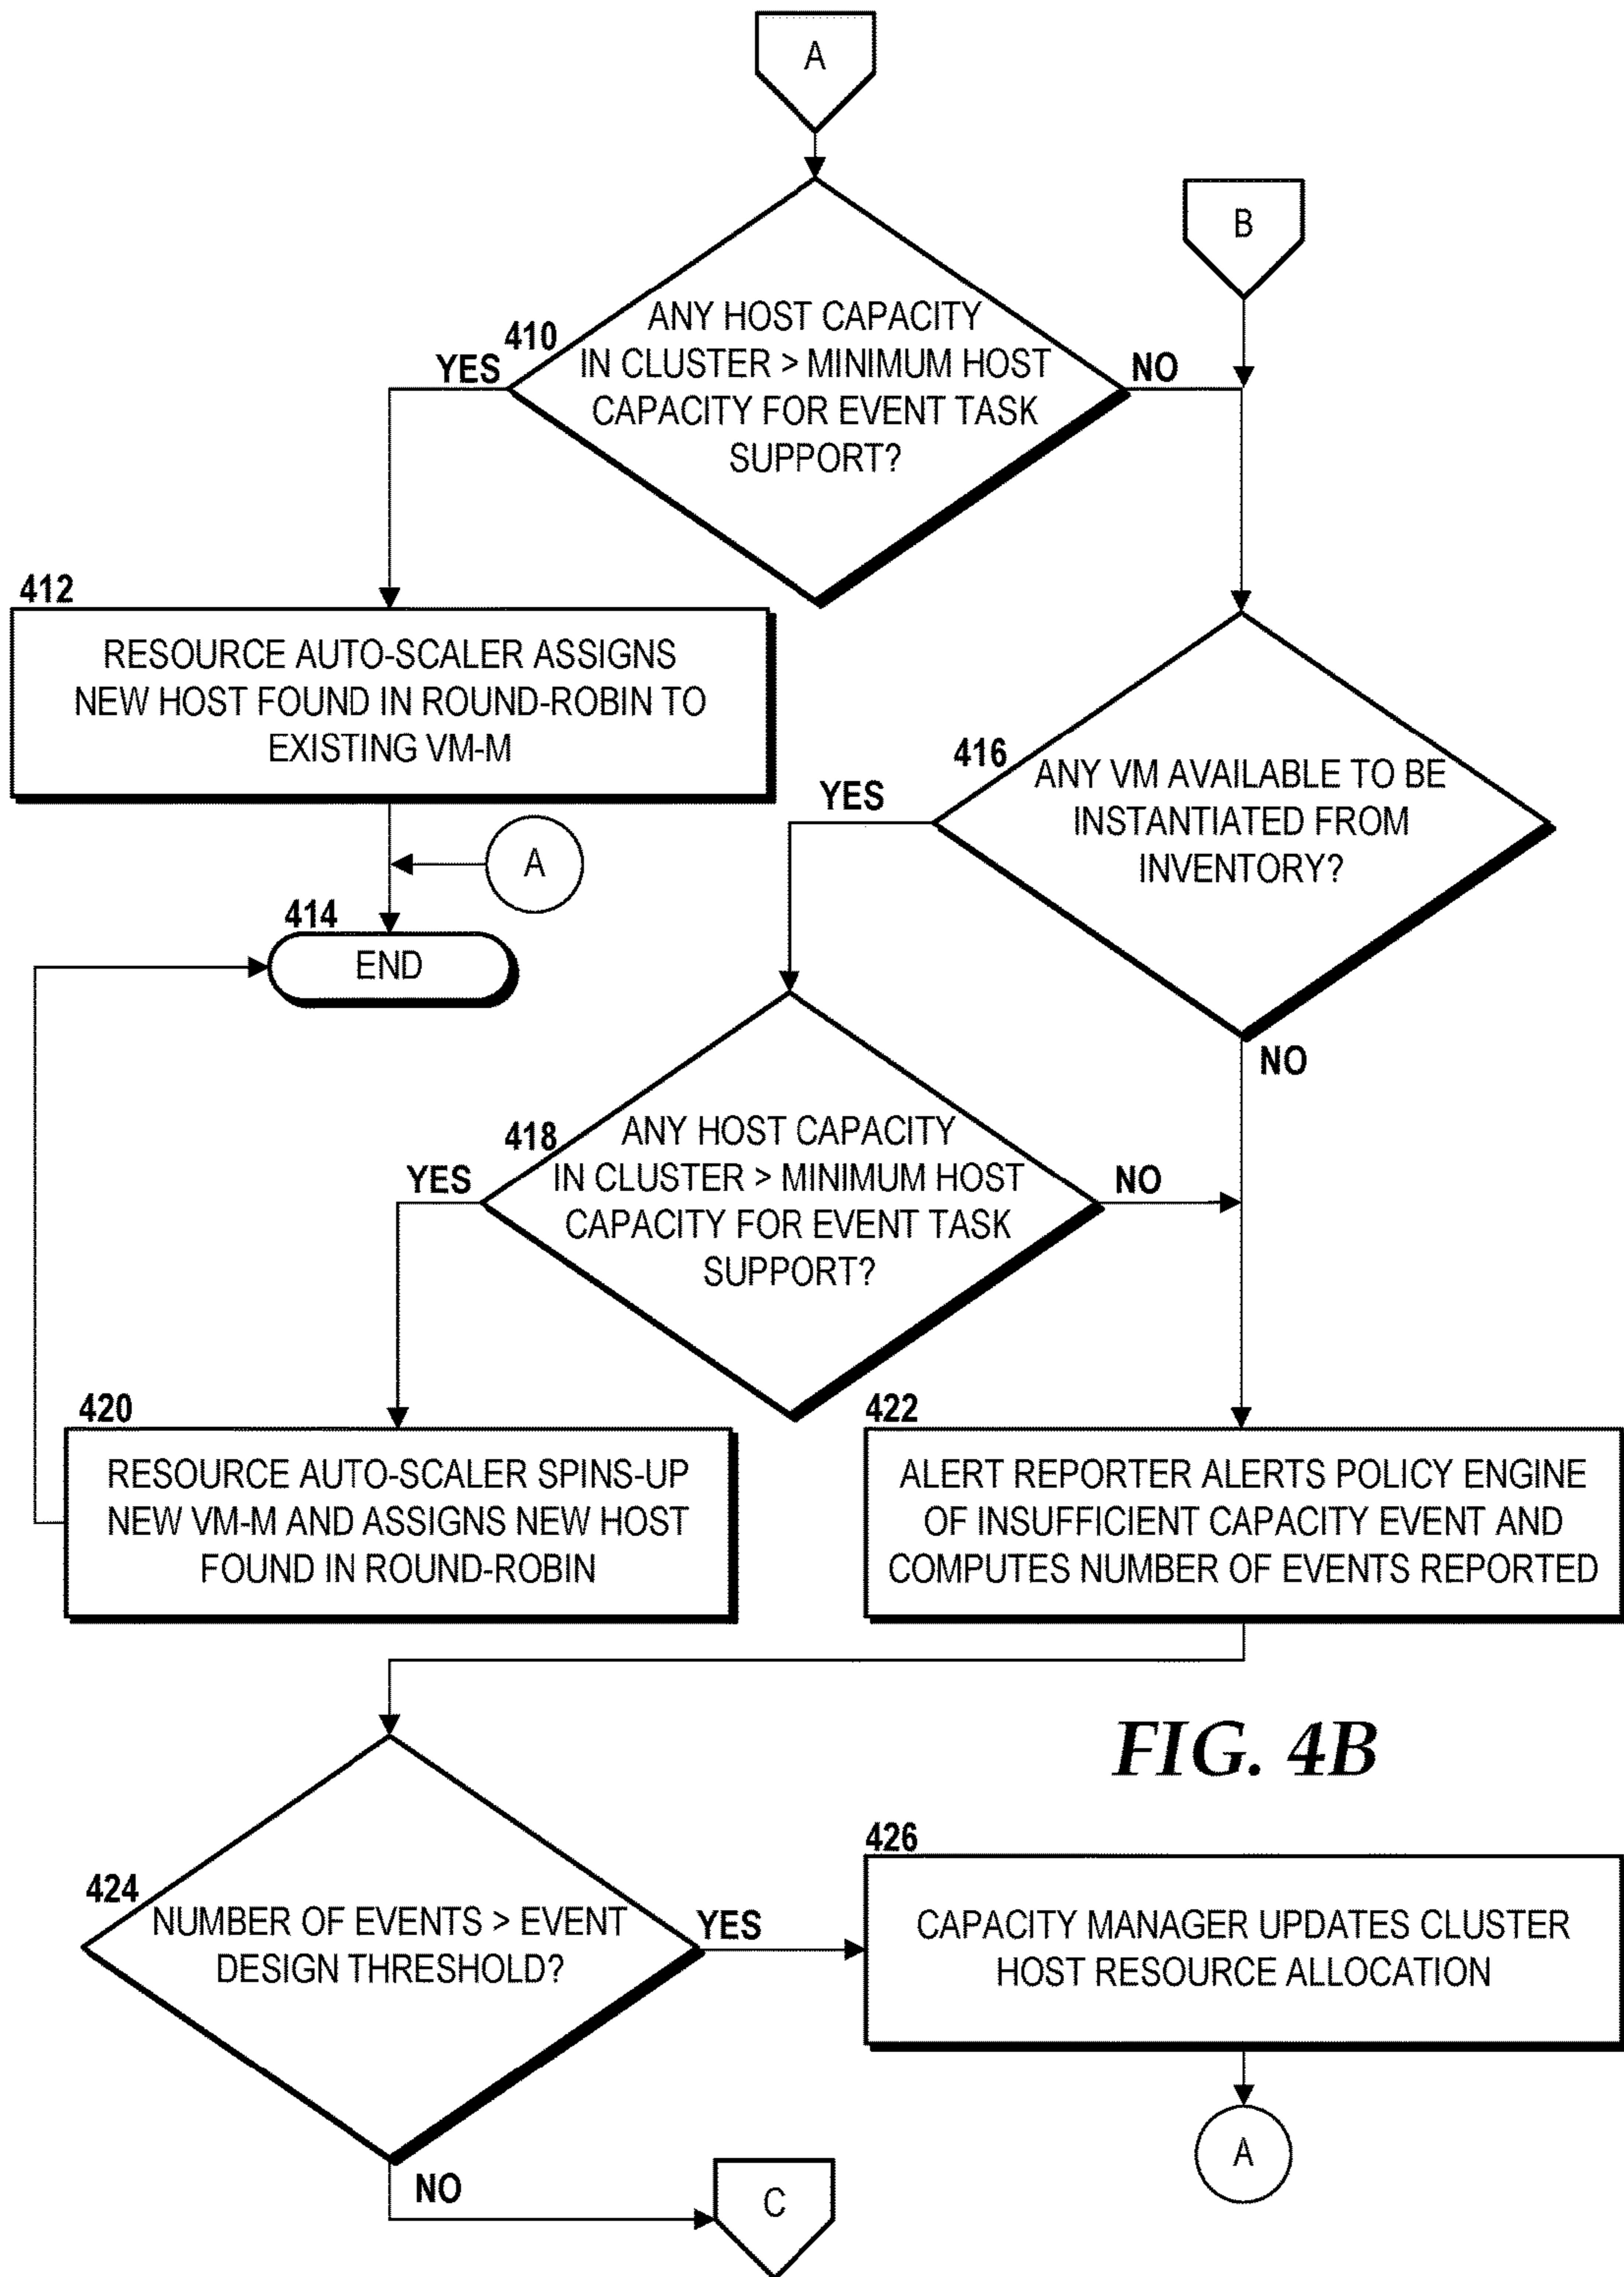 A
B
410
ANY HOST CAPACITY
IN CLUSTER > MINIMUM HOST
CAPACITY FOR EVENT TASK
SUPPORT?
YES
NO
412
RESOURCE AUTO-SCALER ASSIGNS
NEW HOST FOUND IN ROUND-ROBIN TO
EXISTING VM-M
A
414
END
416
ANY VM AVAILABLE TO BE
INSTANTIATED FROM
INVENTORY?
YES
NO
418
ANY HOST CAPACITY
IN CLUSTER > MINIMUM HOST
CAPACITY FOR EVENT TASK
SUPPORT?
YES
NO
420
RESOURCE AUTO-SCALER SPINS-UP
NEW VM-M AND ASSIGNS NEW HOST
FOUND IN ROUND-ROBIN
422
ALERT REPORTER ALERTS POLICY ENGINE
OF INSUFFICIENT CAPACITY EVENT AND
COMPUTES NUMBER OF EVENTS REPORTED
FIG. 4B
424
NUMBER OF EVENTS > EVENT
DESIGN THRESHOLD?
YES
NO
426
CAPACITY MANAGER UPDATES CLUSTER
HOST RESOURCE ALLOCATION
A
C